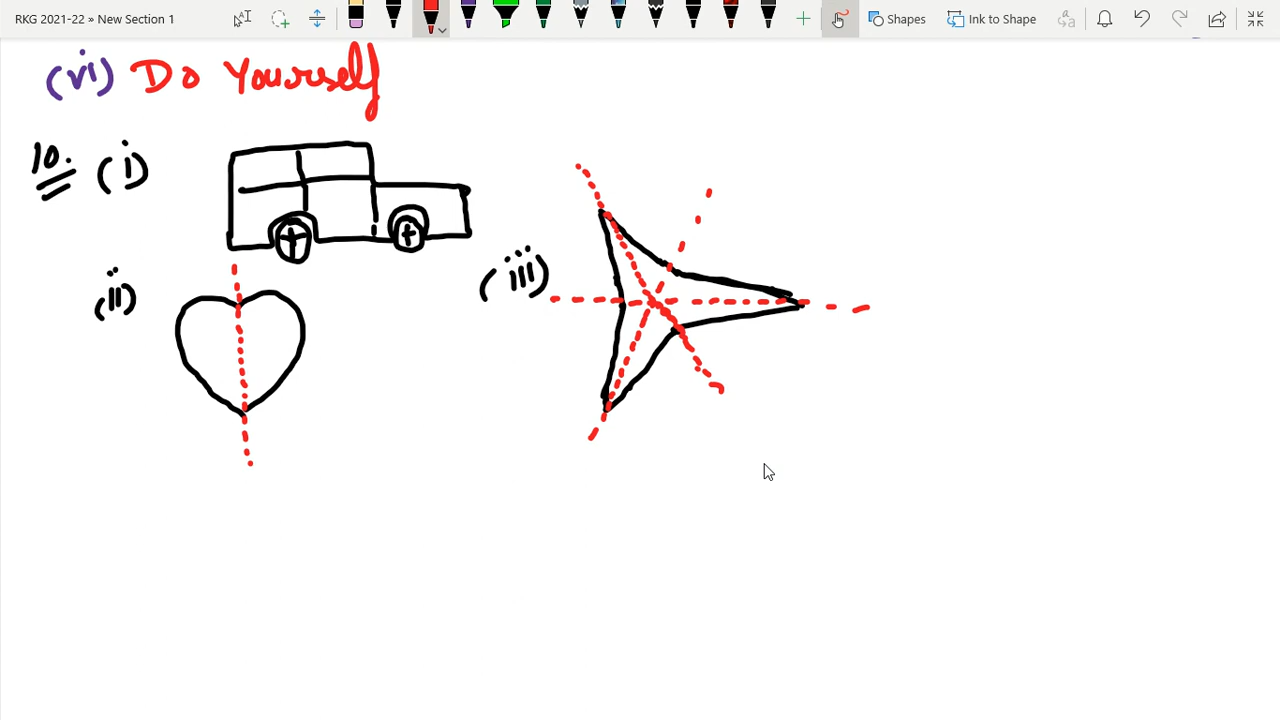 RKG 2021-22 » New Section 1
Shapes
Ink to Shape
(vi) Do Yourself
10. (i)
(ii)
(iii)